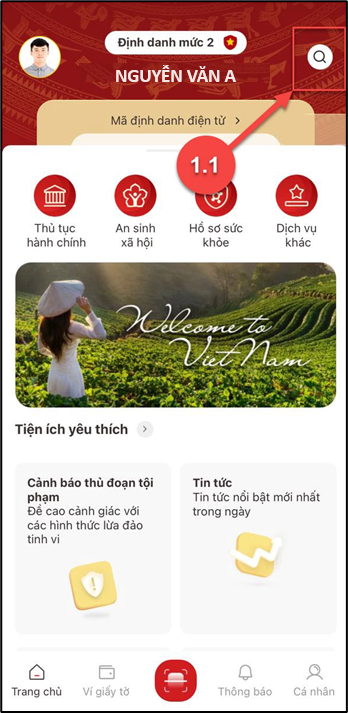 Định danh mức 2
NGUYỄN VĂN A
Mã định danh điện tử
1.1
Thủ tục
hành chính
An sinh
xã hội
Hồ sơ sức
khỏe
Dịch vụ
khác
Welcome to
VietNam
Tiện ích yêu thích
Cảnh báo thủ đoạn tội
phạm
Đề cao cảnh giác với
các hình thức lừa đảo
tinh vi
Tin tức
Tin tức nổi bật mới nhất
trong ngày
Trang chủ
Ví giấy tờ
Thông báo
Cá nhân